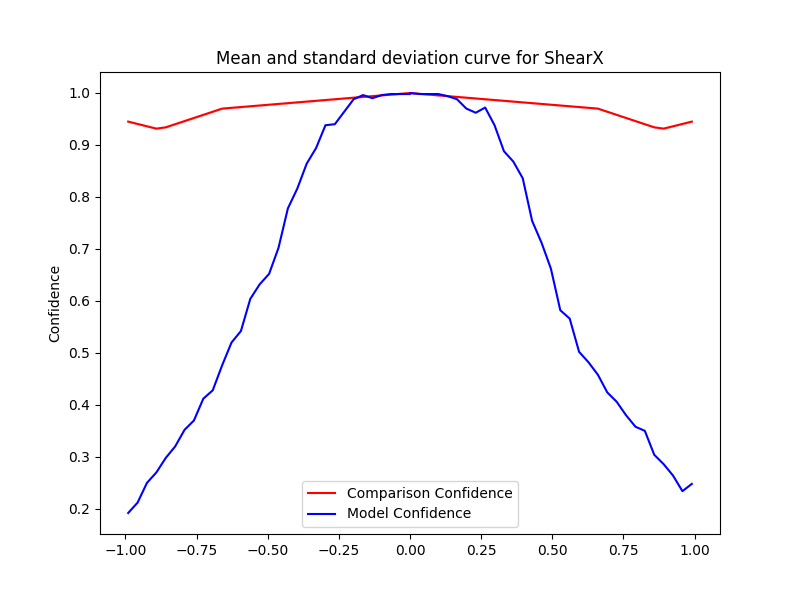 Mean and standard deviation curve for ShearX
1.0
0.9
0.8
0.7
0.6
0.5
0.4
0.3
0.2
Confidence
Comparison Confidence
Model Confidence
−1.00 −0.75 −0.50 −0.25 0.00 0.25 0.50 0.75 1.00